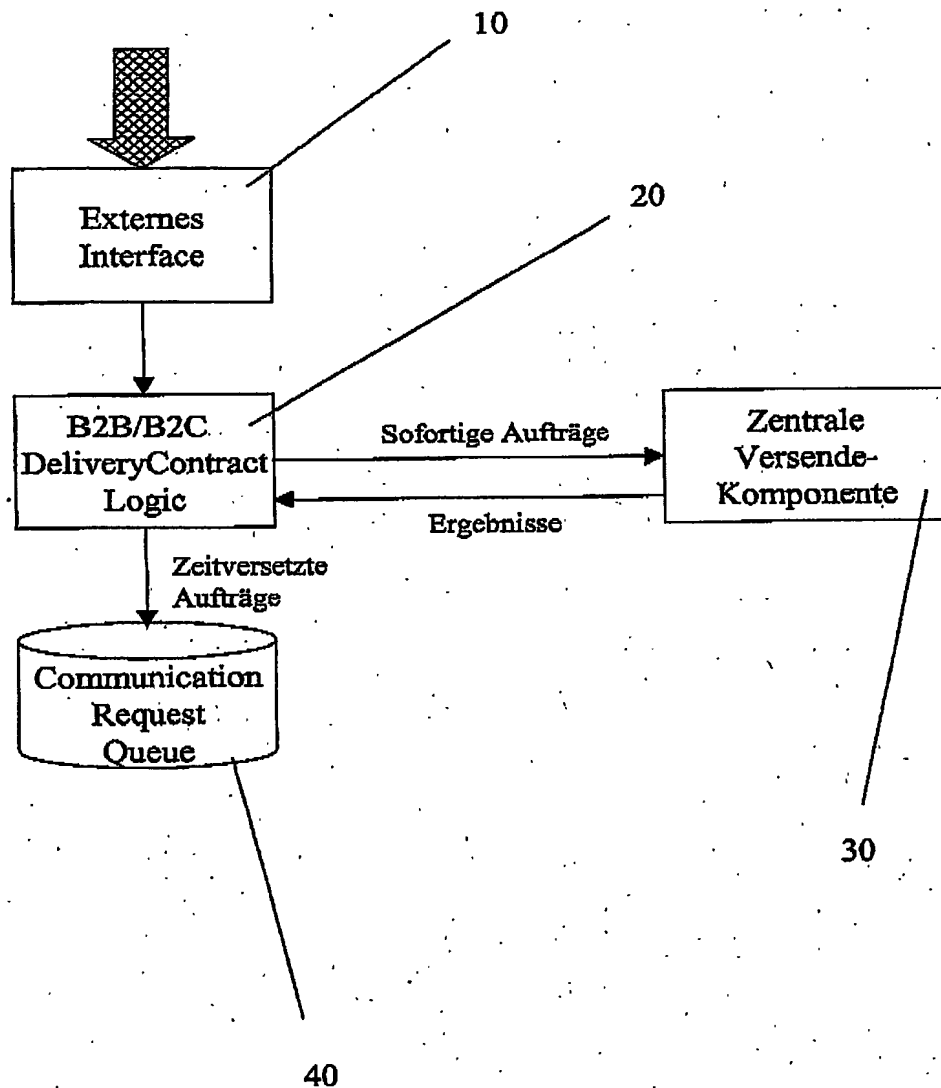 10
Externes
Interface
20
B2B/B2C
DeliveryContract
Logic
Sofortige Aufträge
Ergebnisse
Zentrale
Versende-
Komponente
Zeitversetzte
Aufträge
Communication
Request
Queue
30
40